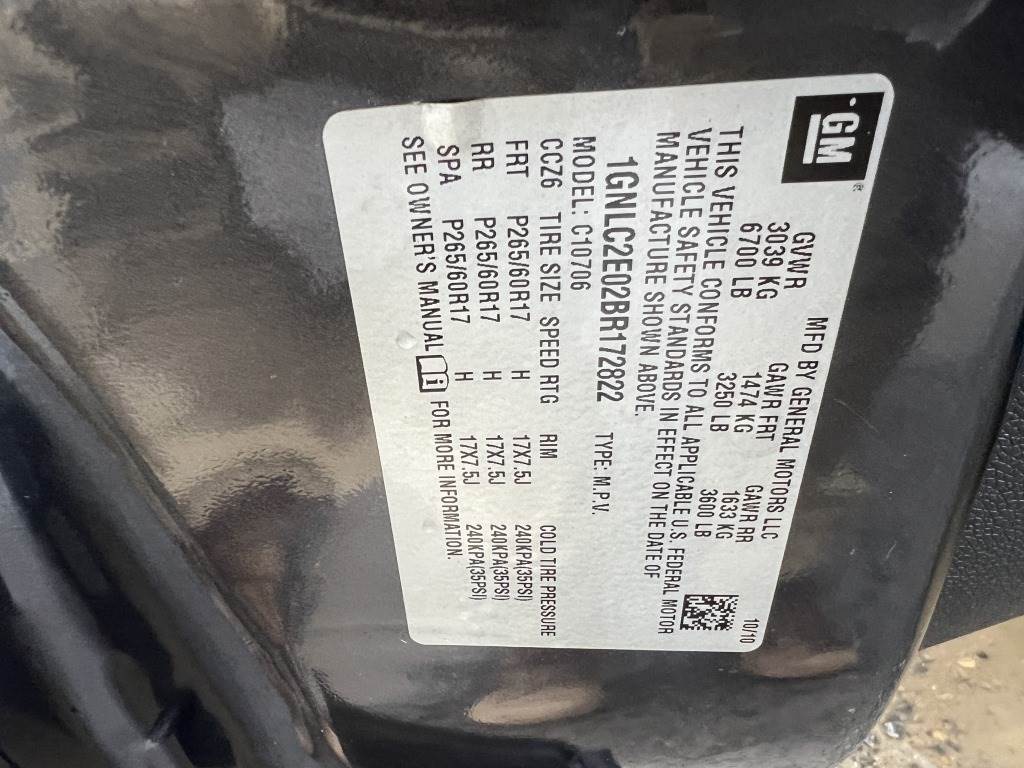 GM
MFD BY GENERAL MOTORS LLC 10/10
GVWR GAWR FRT GAWR RR
3039 KG 1474 KG 1633 KG
6700 LB 3250 LB 3600 LB
THIS VEHICLE CONFORMS TO ALL APPLICABLE U.S. FEDERAL MOTOR
VEHICLE SAFETY STANDARDS IN EFFECT ON THE DATE OF
MANUFACTURE SHOWN ABOVE.
1GNLC2E02BR172822 TYPE: M.P.V.
MODEL: C10706
CCZ6 TIRE SIZE SPEED RTG RIM COLD TIRE PRESSURE
FRT P265/60R17 H 17X7.5J 240KPA(35PSI)
RR P265/60R17 H 17X7.5J 240KPA(35PSI)
SPA P265/60R17 H 17X7.5J 240KPA(35PSI)
SEE OWNER'S MANUAL FOR MORE INFORMATION.